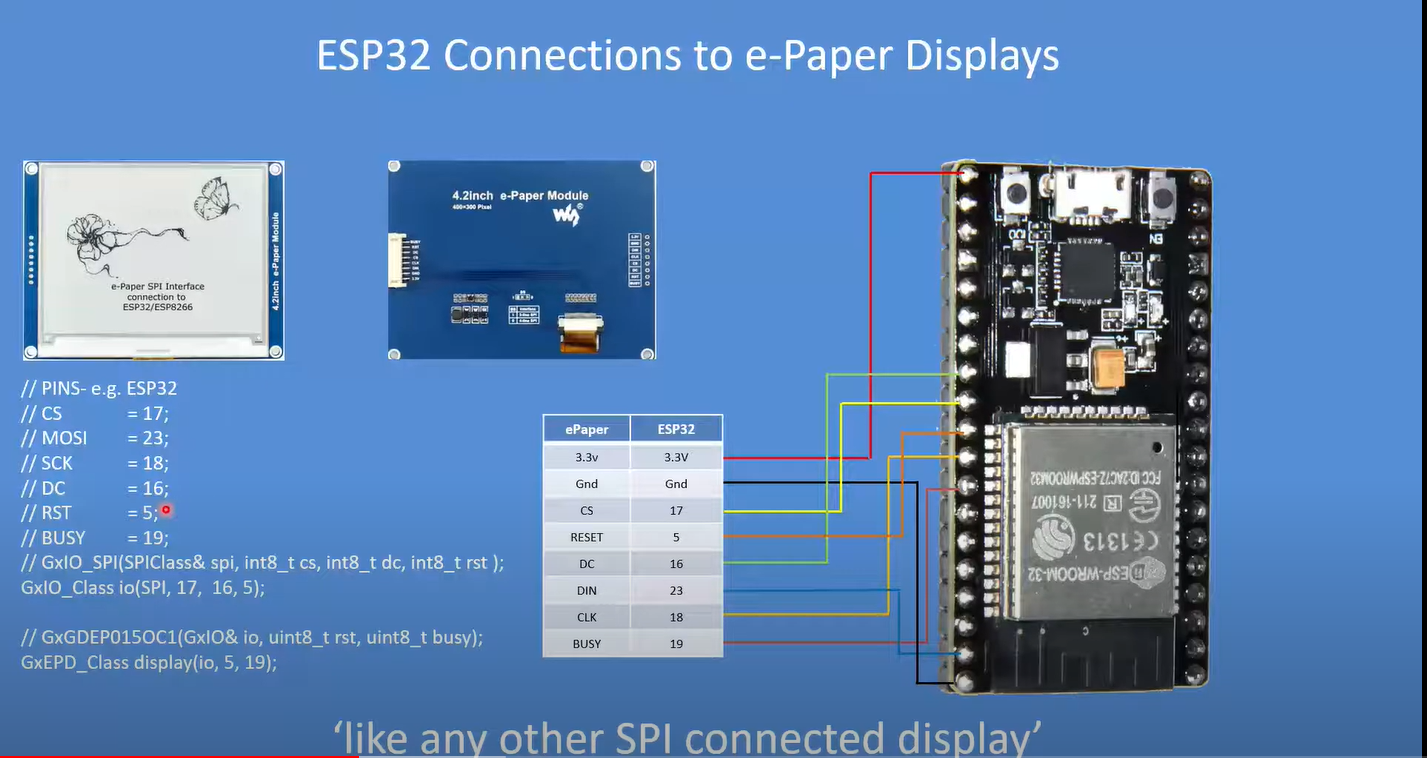 ESP32 Connections to e-Paper Displays
e-Paper SPI Interface
connection to
ESP32/ESP8266
4.2inch e-Paper Module
4.2inch e-Paper Module
400×300 Pixel
// PINS- e.g. ESP32
// CS = 17;
// MOSI = 23;
// SCK = 18;
// DC = 16;
// RST = 5;
// BUSY = 19;
// GxIO_SPI(SPIClass& spi, int8_t cs, int8_t dc, int8_t rst );
GxIO_Class io(SPI, 17, 16, 5);
// GxGDEP015OC1(GxIO& io, uint8_t rst, uint8_t busy);
GxEPD_Class display(io, 5, 19);
ePaper ESP32
3.3v 3.3V
Gnd Gnd
CS 17
RESET 5
DC 16
DIN 23
CLK 18
BUSY 19
EN
ESP-WROOM-32
CE1313
R 211-161007
FCC ID:2AC7Z-ESPWROOM32
'like any other SPI connected display'